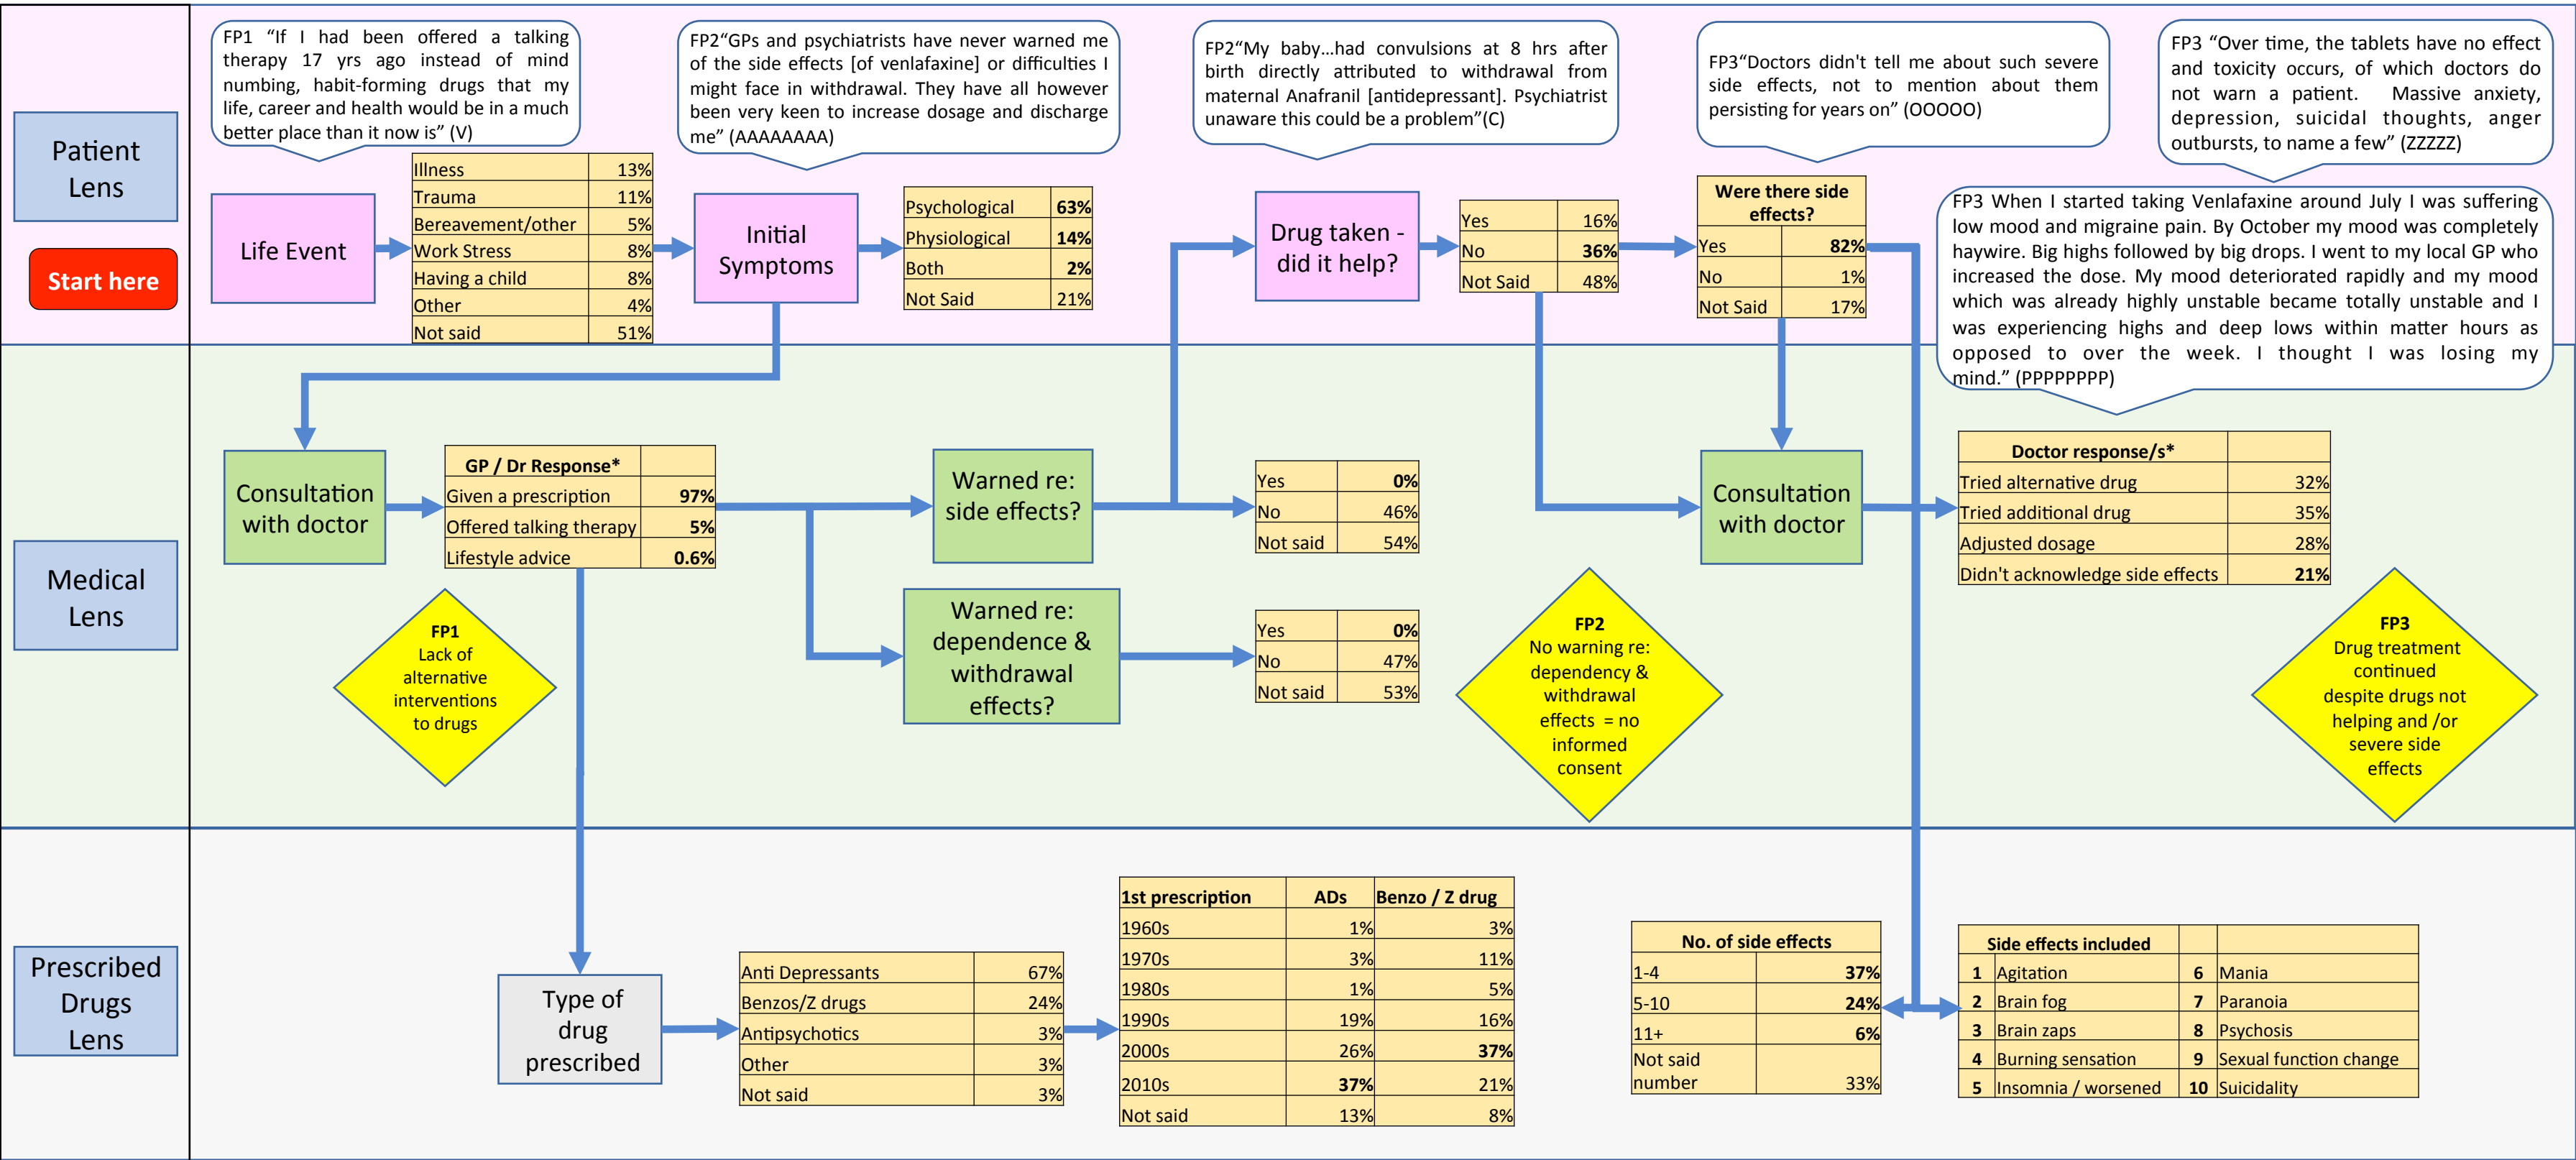 Patient
Lens
Start here
FP1 “If I had been offered a talking
therapy 17 yrs ago instead of mind
numbing, habit-forming drugs that my
life, career and health would be in a much
better place than it now is” (V)
FP2“GPs and psychiatrists have never warned me
of the side effects [of venlafaxine] or difficulties I
might face in withdrawal. They have all however
been very keen to increase dosage and discharge
me” (AAAAAAAA)
FP2“My baby...had convulsions at 8 hrs after
birth directly attributed to withdrawal from
maternal Anafranil [antidepressant]. Psychiatrist
unaware this could be a problem”(C)
FP3“Doctors didn't tell me about such severe
side effects, not to mention about them
persisting for years on” (OOOOO)
FP3 “Over time, the tablets have no effect
and toxicity occurs, of which doctors do
not warn a patient. Massive anxiety,
depression, suicidal thoughts, anger
outbursts, to name a few” (ZZZZZ)
Life Event
Illness 13%
Trauma 11%
Bereavement/other 5%
Work Stress 8%
Having a child 8%
Other 4%
Not said 51%
Initial
Symptoms
Psychological 63%
Physiological 14%
Both 2%
Not Said 21%
Drug taken -
did it help?
Yes 16%
No 36%
Not Said 48%
Were there side
effects?
Yes 82%
No 1%
Not Said 17%
FP3 When I started taking Venlafaxine around July I was suffering
low mood and migraine pain. By October my mood was completely
haywire. Big highs followed by big drops. I went to my local GP who
increased the dose. My mood deteriorated rapidly and my mood
which was already highly unstable became totally unstable and I
was experiencing highs and deep lows within matter hours as
opposed to over the week. I thought I was losing my
mind.” (PPPPPPPP)
Medical
Lens
Consultation
with doctor
GP / Dr Response*
Given a prescription 97%
Offered talking therapy 5%
Lifestyle advice 0.6%
Warned re:
side effects?
Yes 0%
No 46%
Not said 54%
Warned re:
dependence &
withdrawal
effects?
Yes 0%
No 47%
Not said 53%
Consultation
with doctor
Doctor response/s*
Tried alternative drug 32%
Tried additional drug 35%
Adjusted dosage 28%
Didn't acknowledge side effects 21%
FP1
Lack of
alternative
interventions
to drugs
FP2
No warning re:
dependency &
withdrawal
effects = no
informed
consent
FP3
Drug treatment
continued
despite drugs not
helping and /or
severe side
effects
Prescribed
Drugs
Lens
Type of
drug
prescribed
Anti Depressants 67%
Benzos/Z drugs 24%
Antipsychotics 3%
Other 3%
Not said 3%
1st prescription ADs Benzo / Z drug
1960s 1% 3%
1970s 3% 11%
1980s 1% 5%
1990s 19% 16%
2000s 26% 37%
2010s 37% 21%
Not said 13% 8%
No. of side effects
1-4 37%
5-10 24%
11+ 6%
Not said
number 33%
Side effects included
1 Agitation 6 Mania
2 Brain fog 7 Paranoia
3 Brain zaps 8 Psychosis
4 Burning sensation 9 Sexual function change
5 Insomnia / worsened 10 Suicidality